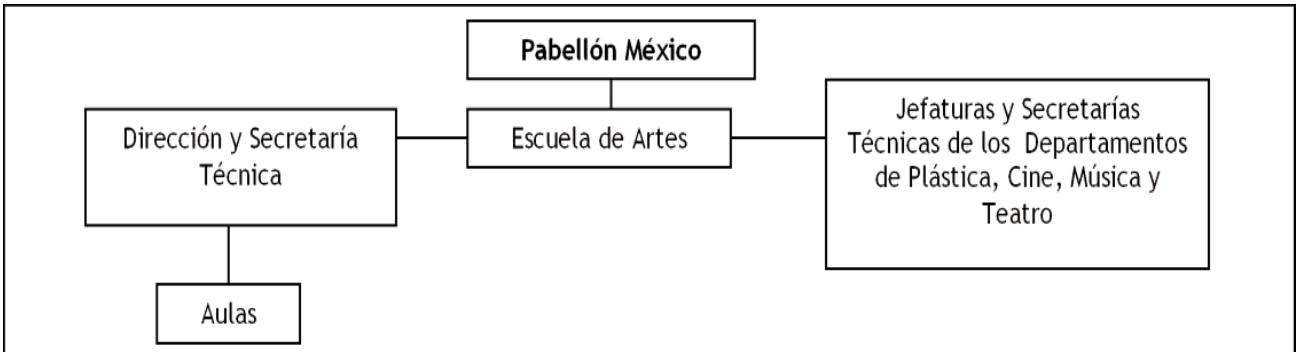 Pabellón México
Escuela de Artes
Dirección y Secretaría
Técnica
Jefaturas y Secretarías
Técnicas de los Departamentos
de Plástica, Cine, Música y
Teatro
Aulas